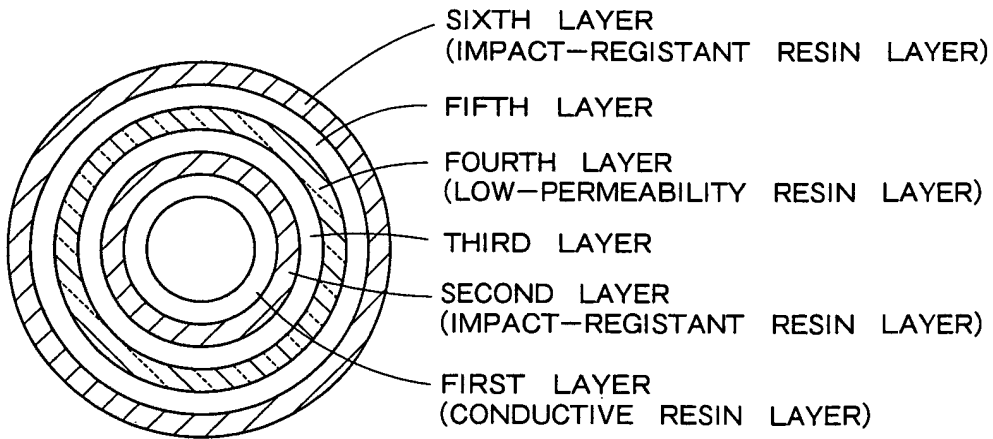 SIXTH LAYER
(IMPACT-REGISTANT RESIN LAYER)
FIFTH LAYER
FOURTH LAYER
(LOW-PERMEABILITY RESIN LAYER)
THIRD LAYER
SECOND LAYER
(IMPACT-REGISTANT RESIN LAYER)
FIRST LAYER
(CONDUCTIVE RESIN LAYER)